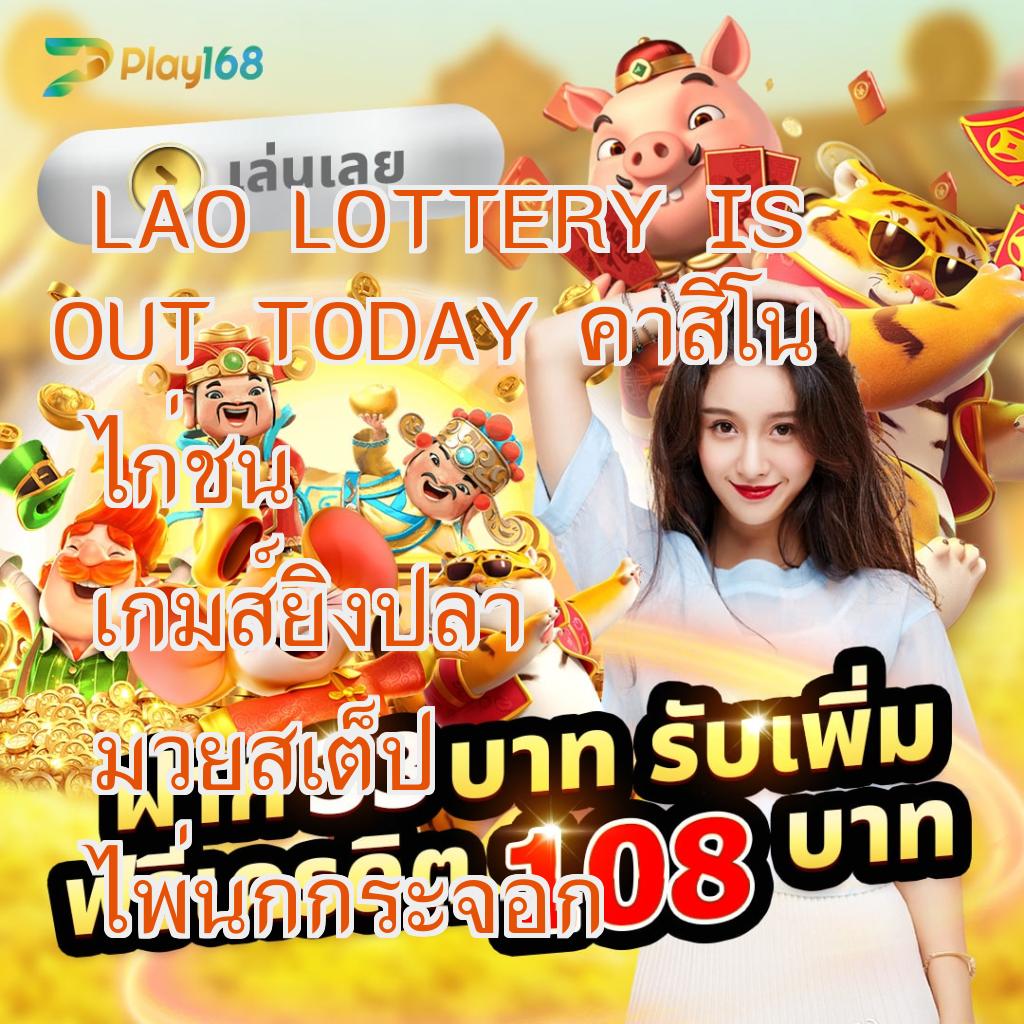 Play168
เล่นเลย
LAO LOTTERY IS
OUT TODAY คาสิโน
ไก่ชน
เกมส์ยิงปลา
มวยสเต็ป
ไพ่นกกระจอก
บาท รับเพิ่ม
108 บาท